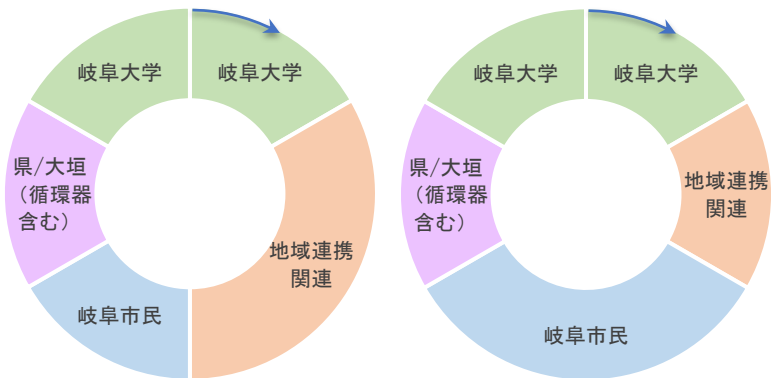 岐阜大学
岐阜大学
県/大垣
（循環器
含む）
地域連携
関連
岐阜市民
岐阜大学
岐阜大学
県/大垣
（循環器
含む）
地域連携
関連
岐阜市民